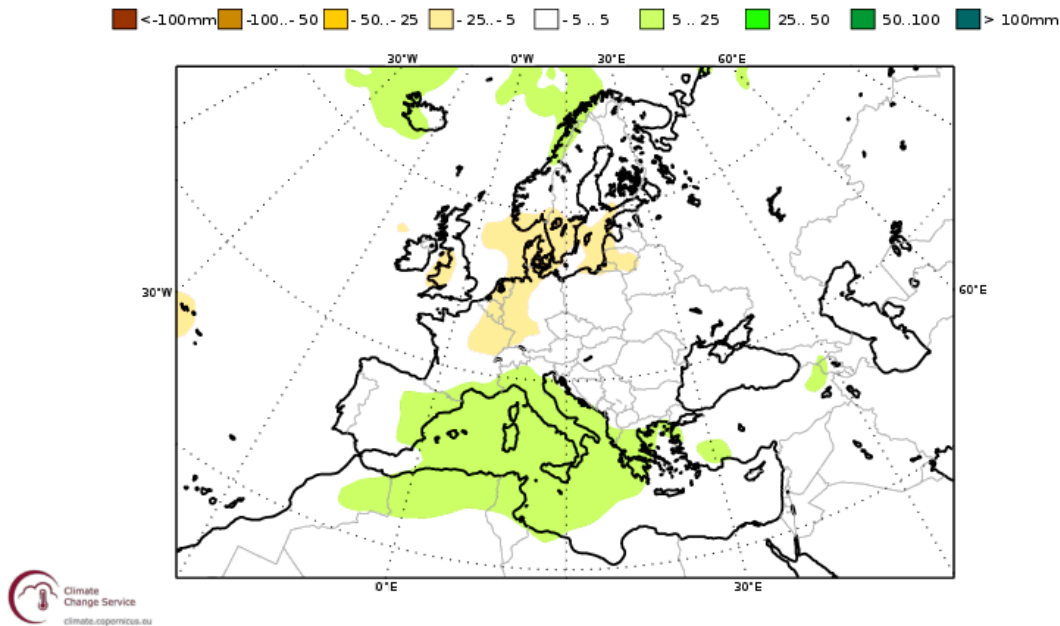 <-100mm -100..- 50 - 50..- 25 - 25..- 5 - 5 .. 5 5 .. 25 25.. 50 50..100 > 100mm
30°W 0°W 30°E 60°E
30°W 60°E
0°E 30°E
Climate
Change Service
climate.copernicus.eu